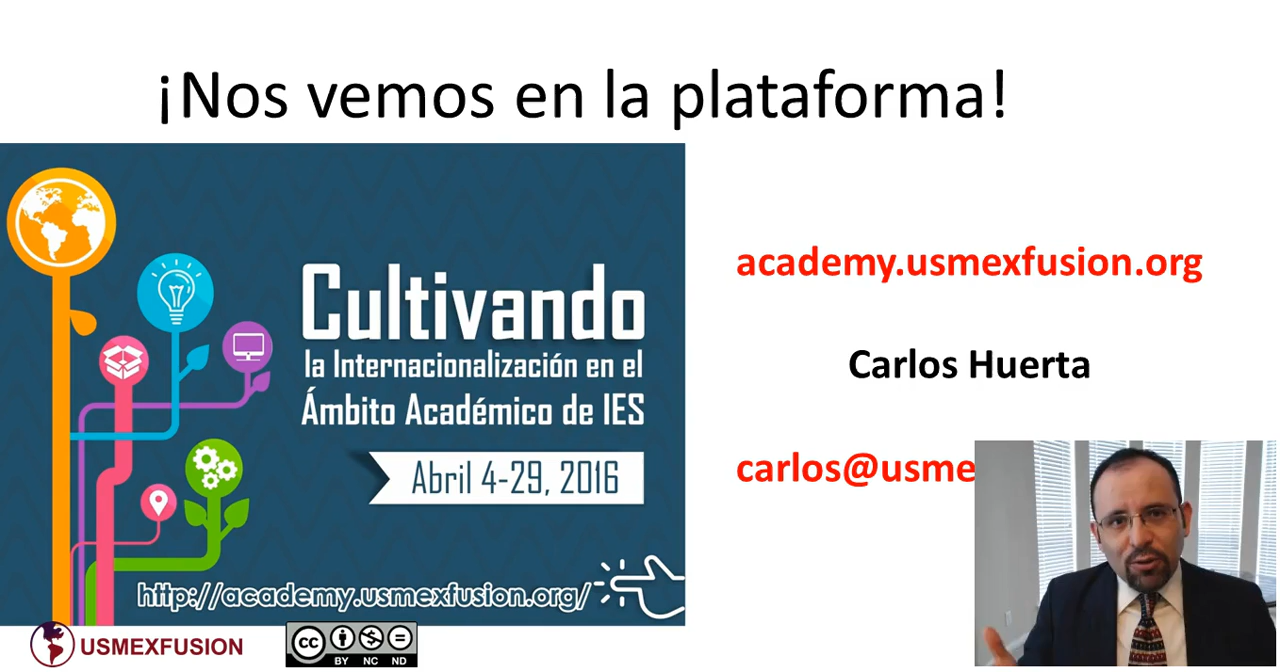 ¡Nos vemos en la plataforma!
Cultivando
la Internacionalización en el
Ámbito Académico de IES
Abril 4-29, 2016
http://academy.usmexfusion.org/
academy.usmexfusion.org
Carlos Huerta
carlos@usme
USMEXFUSION
cc
BY NC ND